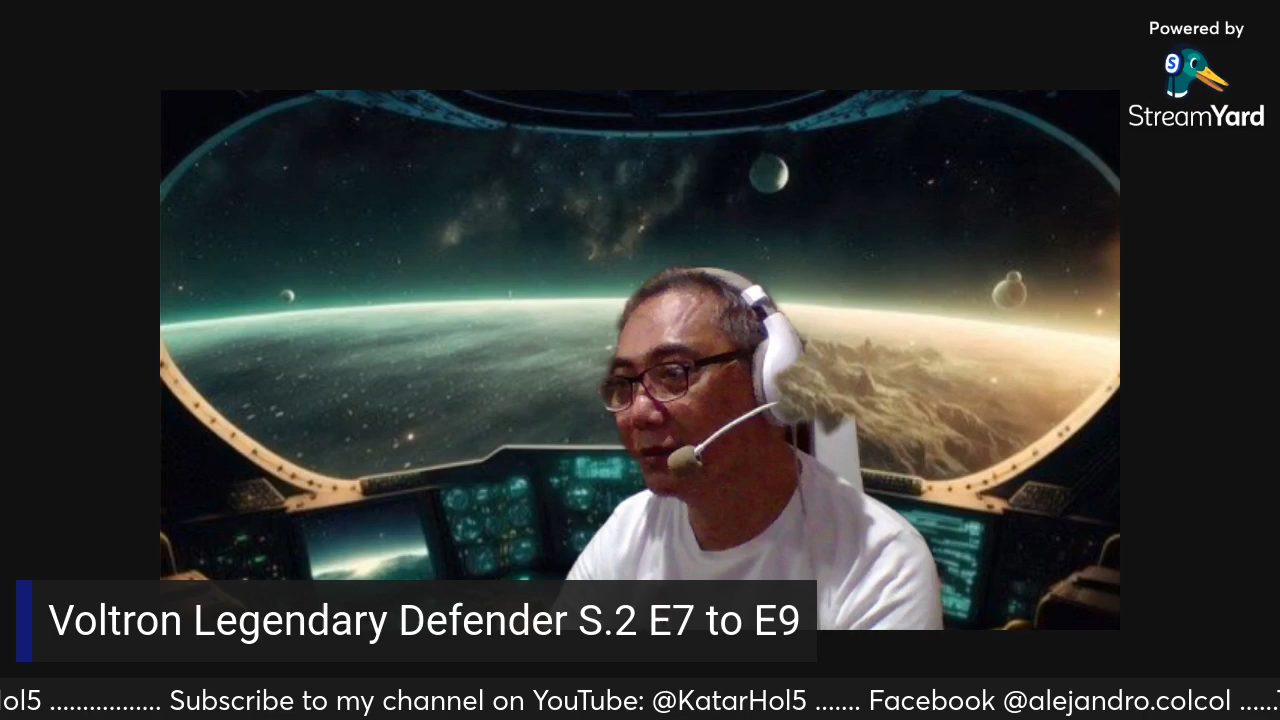 Powered by
S
StreamYard
Voltron Legendary Defender S.2 E7 to E9
Hol5 ................. Subscribe to my channel on YouTube: @KatarHol5 ....... Facebook @alejandro.colcol ......